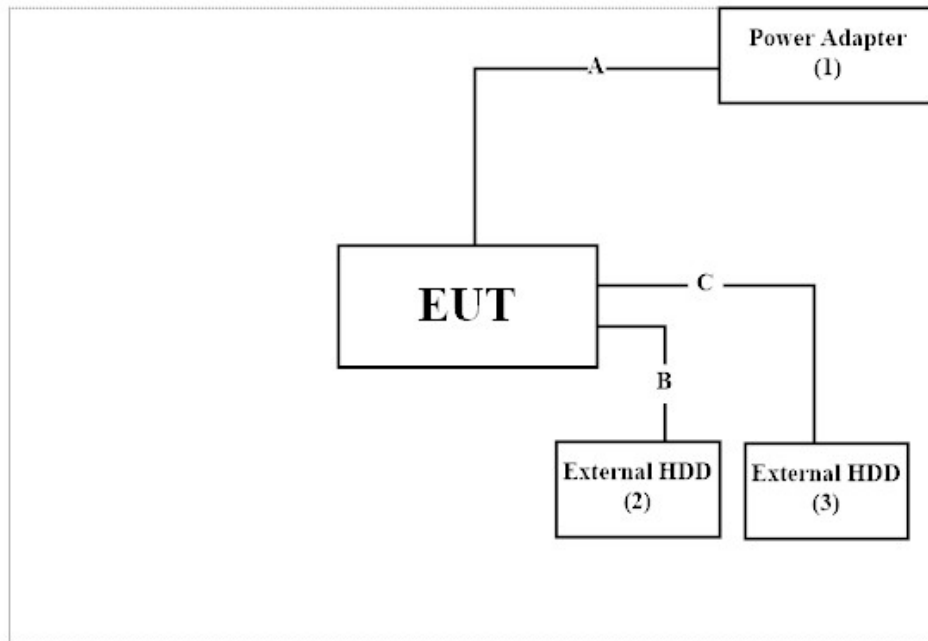 Power Adapter
(1)
A
EUT
C
B
External HDD
(2)
External HDD
(3)